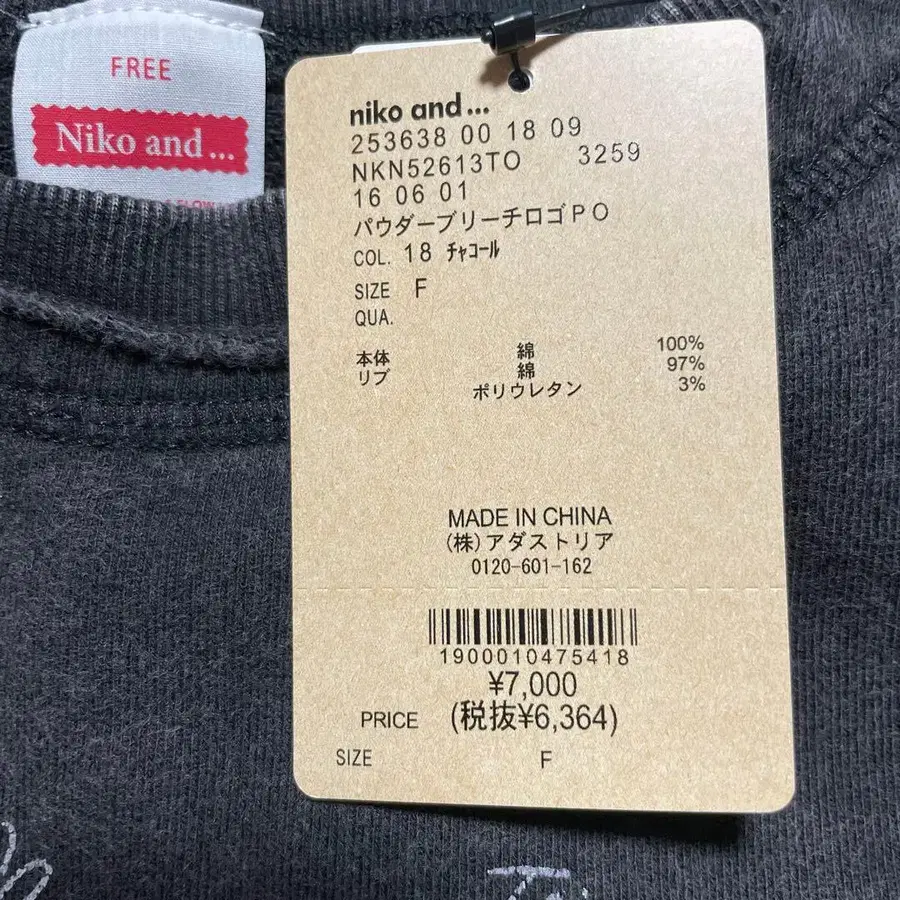 FREE
Niko and...
niko and...
253638 00 18 09
NKN52613TO 3259
16 06 01
パウダーブリーチロゴPO
COL. 18 ﾁｬｺｰﾙ
SIZE F
QUA.
本体 綿 100%
リブ 綿 97%
ポリウレタン 3%
MADE IN CHINA
(株)アダストリア
0120-601-162
1900010475418
¥7,000
PRICE (税抜¥6,364)
SIZE F